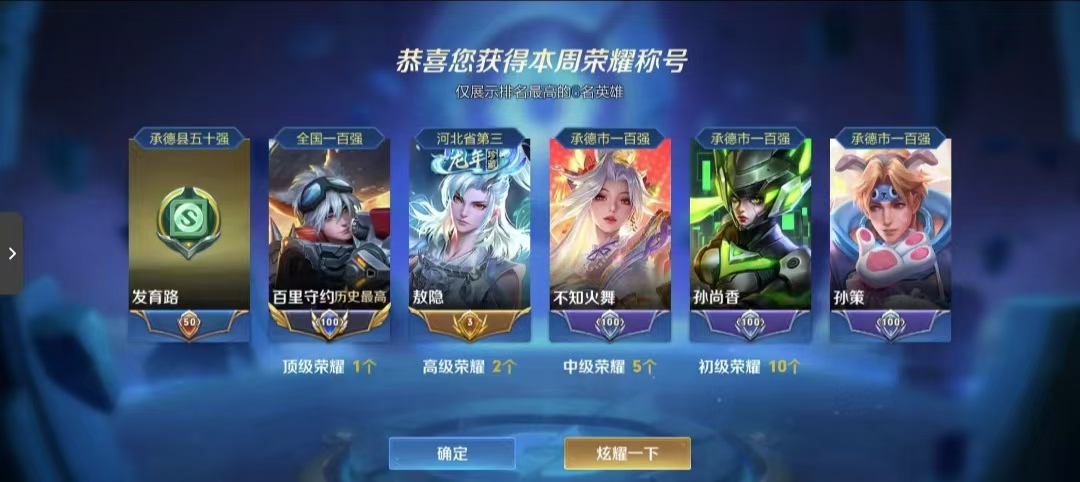 恭喜您获得本周荣耀称号
仅展示排名最高的6名英雄
承德县五十强
全国一百强
河北省第三
承德市一百强
承德市一百强
承德市一百强
龙年
发育路
百里守约历史最高
敖隐
不知火舞
孙尚香
孙策
50
100
3
100
100
100
顶级荣耀 1个
高级荣耀 2个
中级荣耀 5个
初级荣耀 10个
确定
炫耀一下